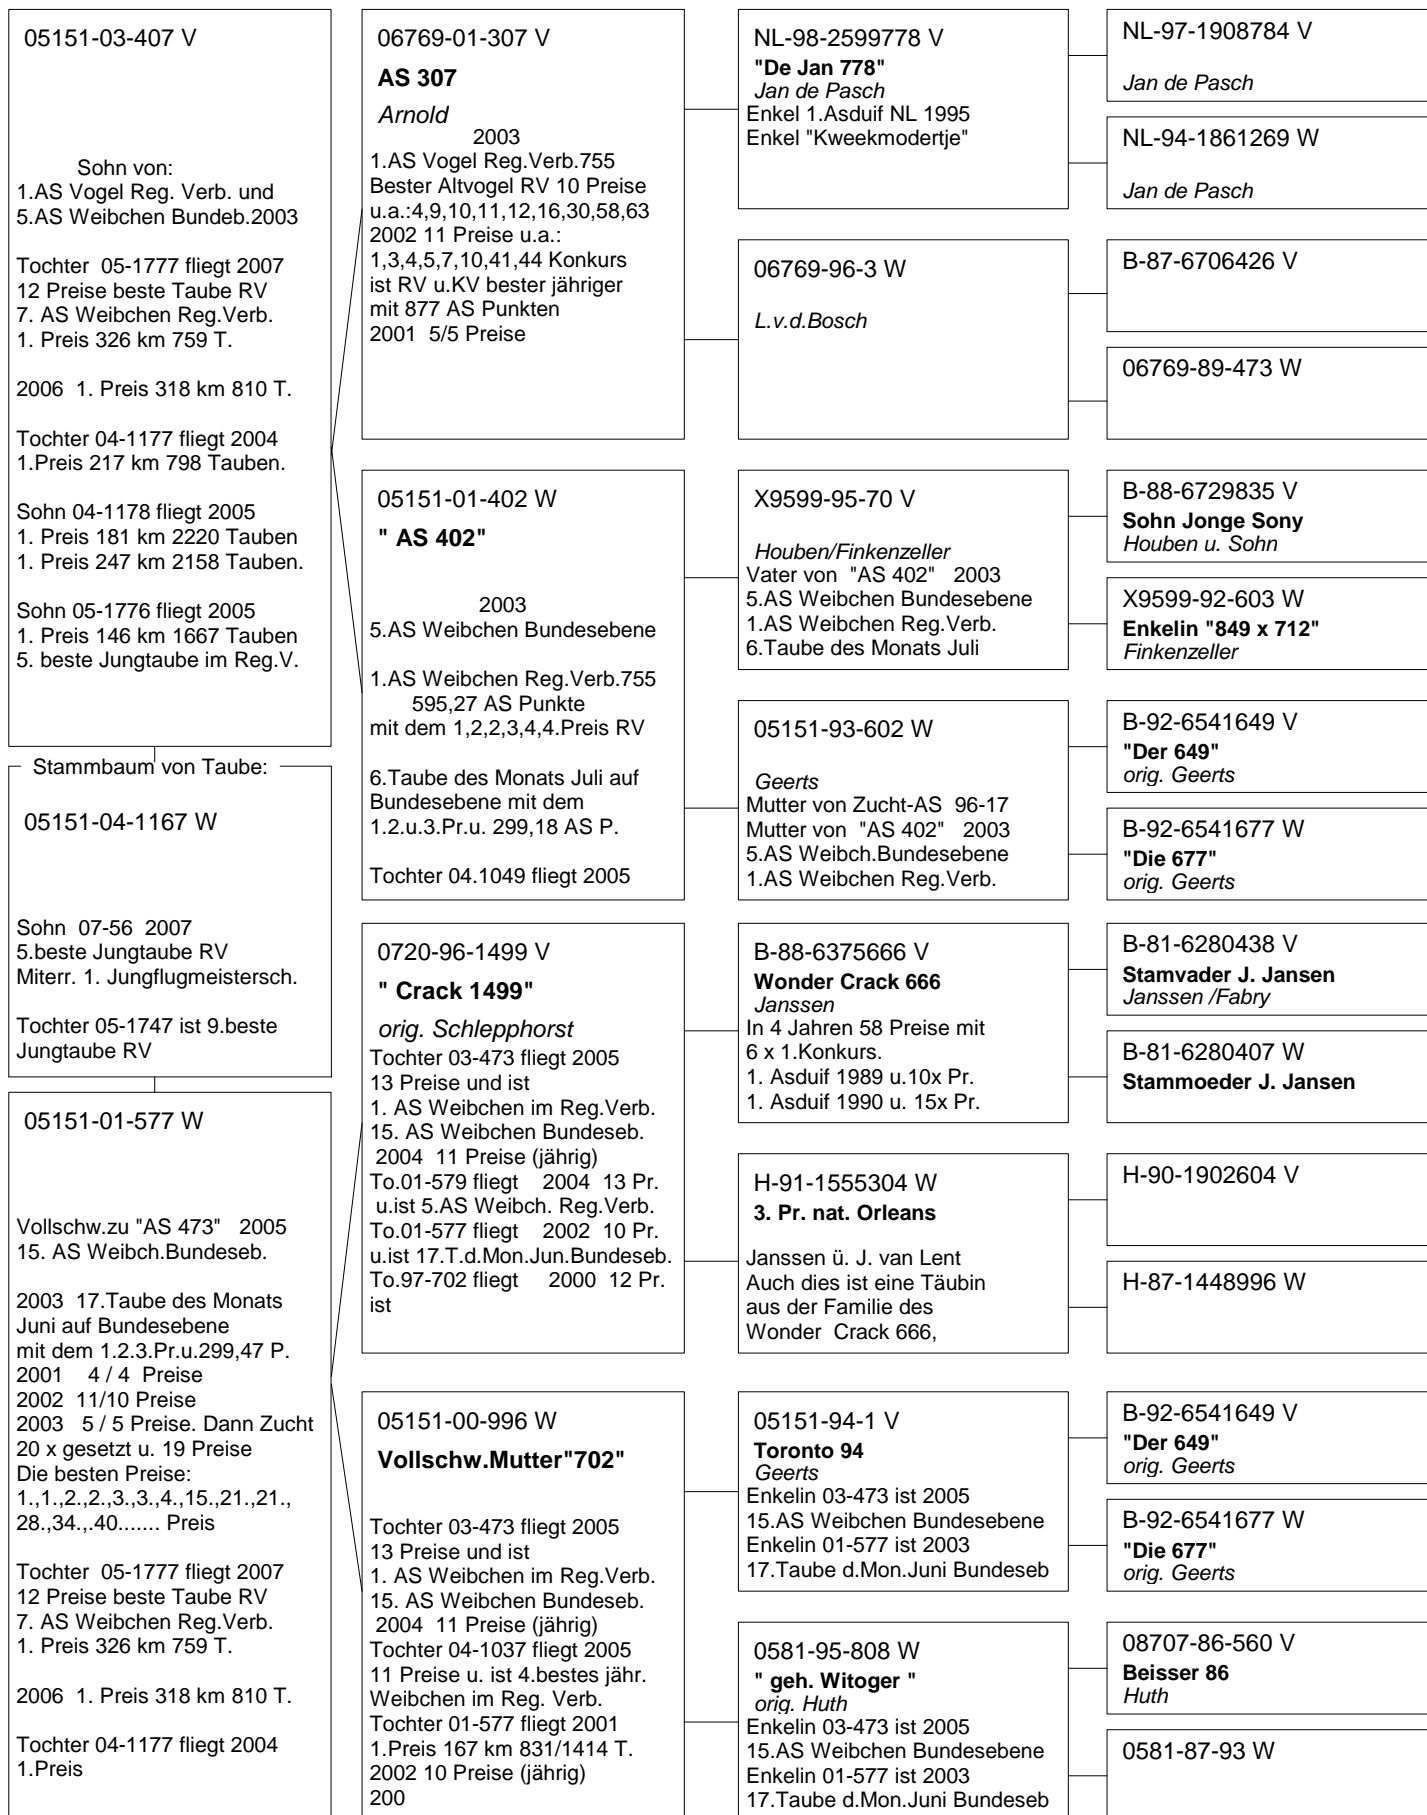 05151-03-407 V
Sohn von:
1.AS Vogel Reg. Verb. und
5.AS Weibchen Bundeb.2003
Tochter  05-1777 fliegt 2007
12 Preise beste Taube RV
7. AS Weibchen Reg.Verb.
1. Preis 326 km 759 T.
2006  1. Preis 318 km 810 T.
Tochter 04-1177 fliegt 2004
1.Preis 217 km 798 Tauben.
Sohn 04-1178 fliegt 2005
1. Preis 181 km 2220 Tauben
1. Preis 247 km 2158 Tauben.
Sohn 05-1776 fliegt 2005
1. Preis 146 km 1667 Tauben
5. beste Jungtaube im Reg.V.
Stammbaum von Taube:
05151-04-1167 W
Sohn  07-56  2007
5.beste Jungtaube RV
Miterr. 1. Jungflugmeistersch.
Tochter 05-1747 ist 9.beste
Jungtaube RV
05151-01-577 W
Vollschw.zu "AS 473"   2005
15. AS Weibch.Bundeseb.
2003  17.Taube des Monats
Juni auf Bundesebene
mit dem 1.2.3.Pr.u.299,47 P.
2001    4 / 4  Preise
2002   11/10 Preise
2003   5 / 5 Preise. Dann Zucht
20 x gesetzt u. 19 Preise
Die besten Preise:
1.,1.,2.,2.,3.,3.,4.,15.,21.,21.,
28.,34.,.40....... Preis
Tochter  05-1777 fliegt 2007
12 Preise beste Taube RV
7. AS Weibchen Reg.Verb.
1. Preis 326 km 759 T.
2006  1. Preis 318 km 810 T.
Tochter 04-1177 fliegt 2004
1.Preis
06769-01-307 V
AS 307
Arnold
2003
1.AS Vogel Reg.Verb.755
Bester Altvogel RV 10 Preise
u.a.:4,9,10,11,12,16,30,58,63
2002 11 Preise u.a.:
1,3,4,5,7,10,41,44 Konkurs
ist RV u.KV bester jähriger
mit 877 AS Punkten
2001  5/5 Preise
05151-01-402 W
" AS 402"
2003
5.AS Weibchen Bundesebene
1.AS Weibchen Reg.Verb.755
595,27 AS Punkte
mit dem 1,2,2,3,4,4.Preis RV
6.Taube des Monats Juli auf
Bundesebene mit dem
1.2.u.3.Pr.u. 299,18 AS P.
Tochter 04.1049 fliegt 2005
0720-96-1499 V
" Crack 1499"
orig. Schlepphorst
Tochter 03-473 fliegt 2005
13 Preise und ist
1. AS Weibchen im Reg.Verb.
15. AS Weibchen Bundeseb.
2004  11 Preise (jährig)
To.01-579 fliegt    2004  13 Pr.
u.ist 5.AS Weibch. Reg.Verb.
To.01-577 fliegt    2002  10 Pr.
u.ist 17.T.d.Mon.Jun.Bundeseb.
To.97-702 fliegt     2000  12 Pr.
ist
05151-00-996 W
Vollschw.Mutter"702"
Tochter 03-473 fliegt 2005
13 Preise und ist
1. AS Weibchen im Reg.Verb.
15. AS Weibchen Bundeseb.
2004  11 Preise (jährig)
Tochter 04-1037 fliegt 2005
11 Preise u. ist 4.bestes jähr.
Weibchen im Reg. Verb.
Tochter 01-577 fliegt 2001
1.Preis 167 km 831/1414 T.
2002 10 Preise (jährig)
200
NL-98-2599778 V
"De Jan 778"
Jan de Pasch
Enkel 1.Asduif NL 1995
Enkel "Kweekmodertje"
06769-96-3 W
L.v.d.Bosch
X9599-95-70 V
Houben/Finkenzeller
Vater von  "AS 402"   2003
5.AS Weibchen Bundesebene
1.AS Weibchen Reg.Verb.
6.Taube des Monats Juli
05151-93-602 W
Geerts
Mutter von Zucht-AS  96-17
Mutter von  "AS 402"   2003
5.AS Weibch.Bundesebene
1.AS Weibchen Reg.Verb.
B-88-6375666 V
Wonder Crack 666
Janssen
In 4 Jahren 58 Preise mit
6 x 1.Konkurs.
1. Asduif 1989 u.10x Pr.
1. Asduif 1990 u. 15x Pr.
H-91-1555304 W
3. Pr. nat. Orleans
Janssen ü. J. van Lent
Auch dies ist eine Täubin
aus der Familie des
Wonder  Crack 666,
05151-94-1 V
Toronto 94
Geerts
Enkelin 03-473 ist 2005
15.AS Weibchen Bundesebene
Enkelin 01-577 ist 2003
17.Taube d.Mon.Juni Bundeseb
0581-95-808 W
" geh. Witoger "
orig. Huth
Enkelin 03-473 ist 2005
15.AS Weibchen Bundesebene
Enkelin 01-577 ist 2003
17.Taube d.Mon.Juni Bundeseb
NL-97-1908784 V
Jan de Pasch
NL-94-1861269 W
Jan de Pasch
B-87-6706426 V
06769-89-473 W
B-88-6729835 V
Sohn Jonge Sony
Houben u. Sohn
X9599-92-603 W
Enkelin "849 x 712"
Finkenzeller
B-92-6541649 V
"Der 649"
orig. Geerts
B-92-6541677 W
"Die 677"
orig. Geerts
B-81-6280438 V
Stamvader J. Jansen
Janssen /Fabry
B-81-6280407 W
Stammoeder J. Jansen
H-90-1902604 V
H-87-1448996 W
B-92-6541649 V
"Der 649"
orig. Geerts
B-92-6541677 W
"Die 677"
orig. Geerts
08707-86-560 V
Beisser 86
Huth
0581-87-93 W